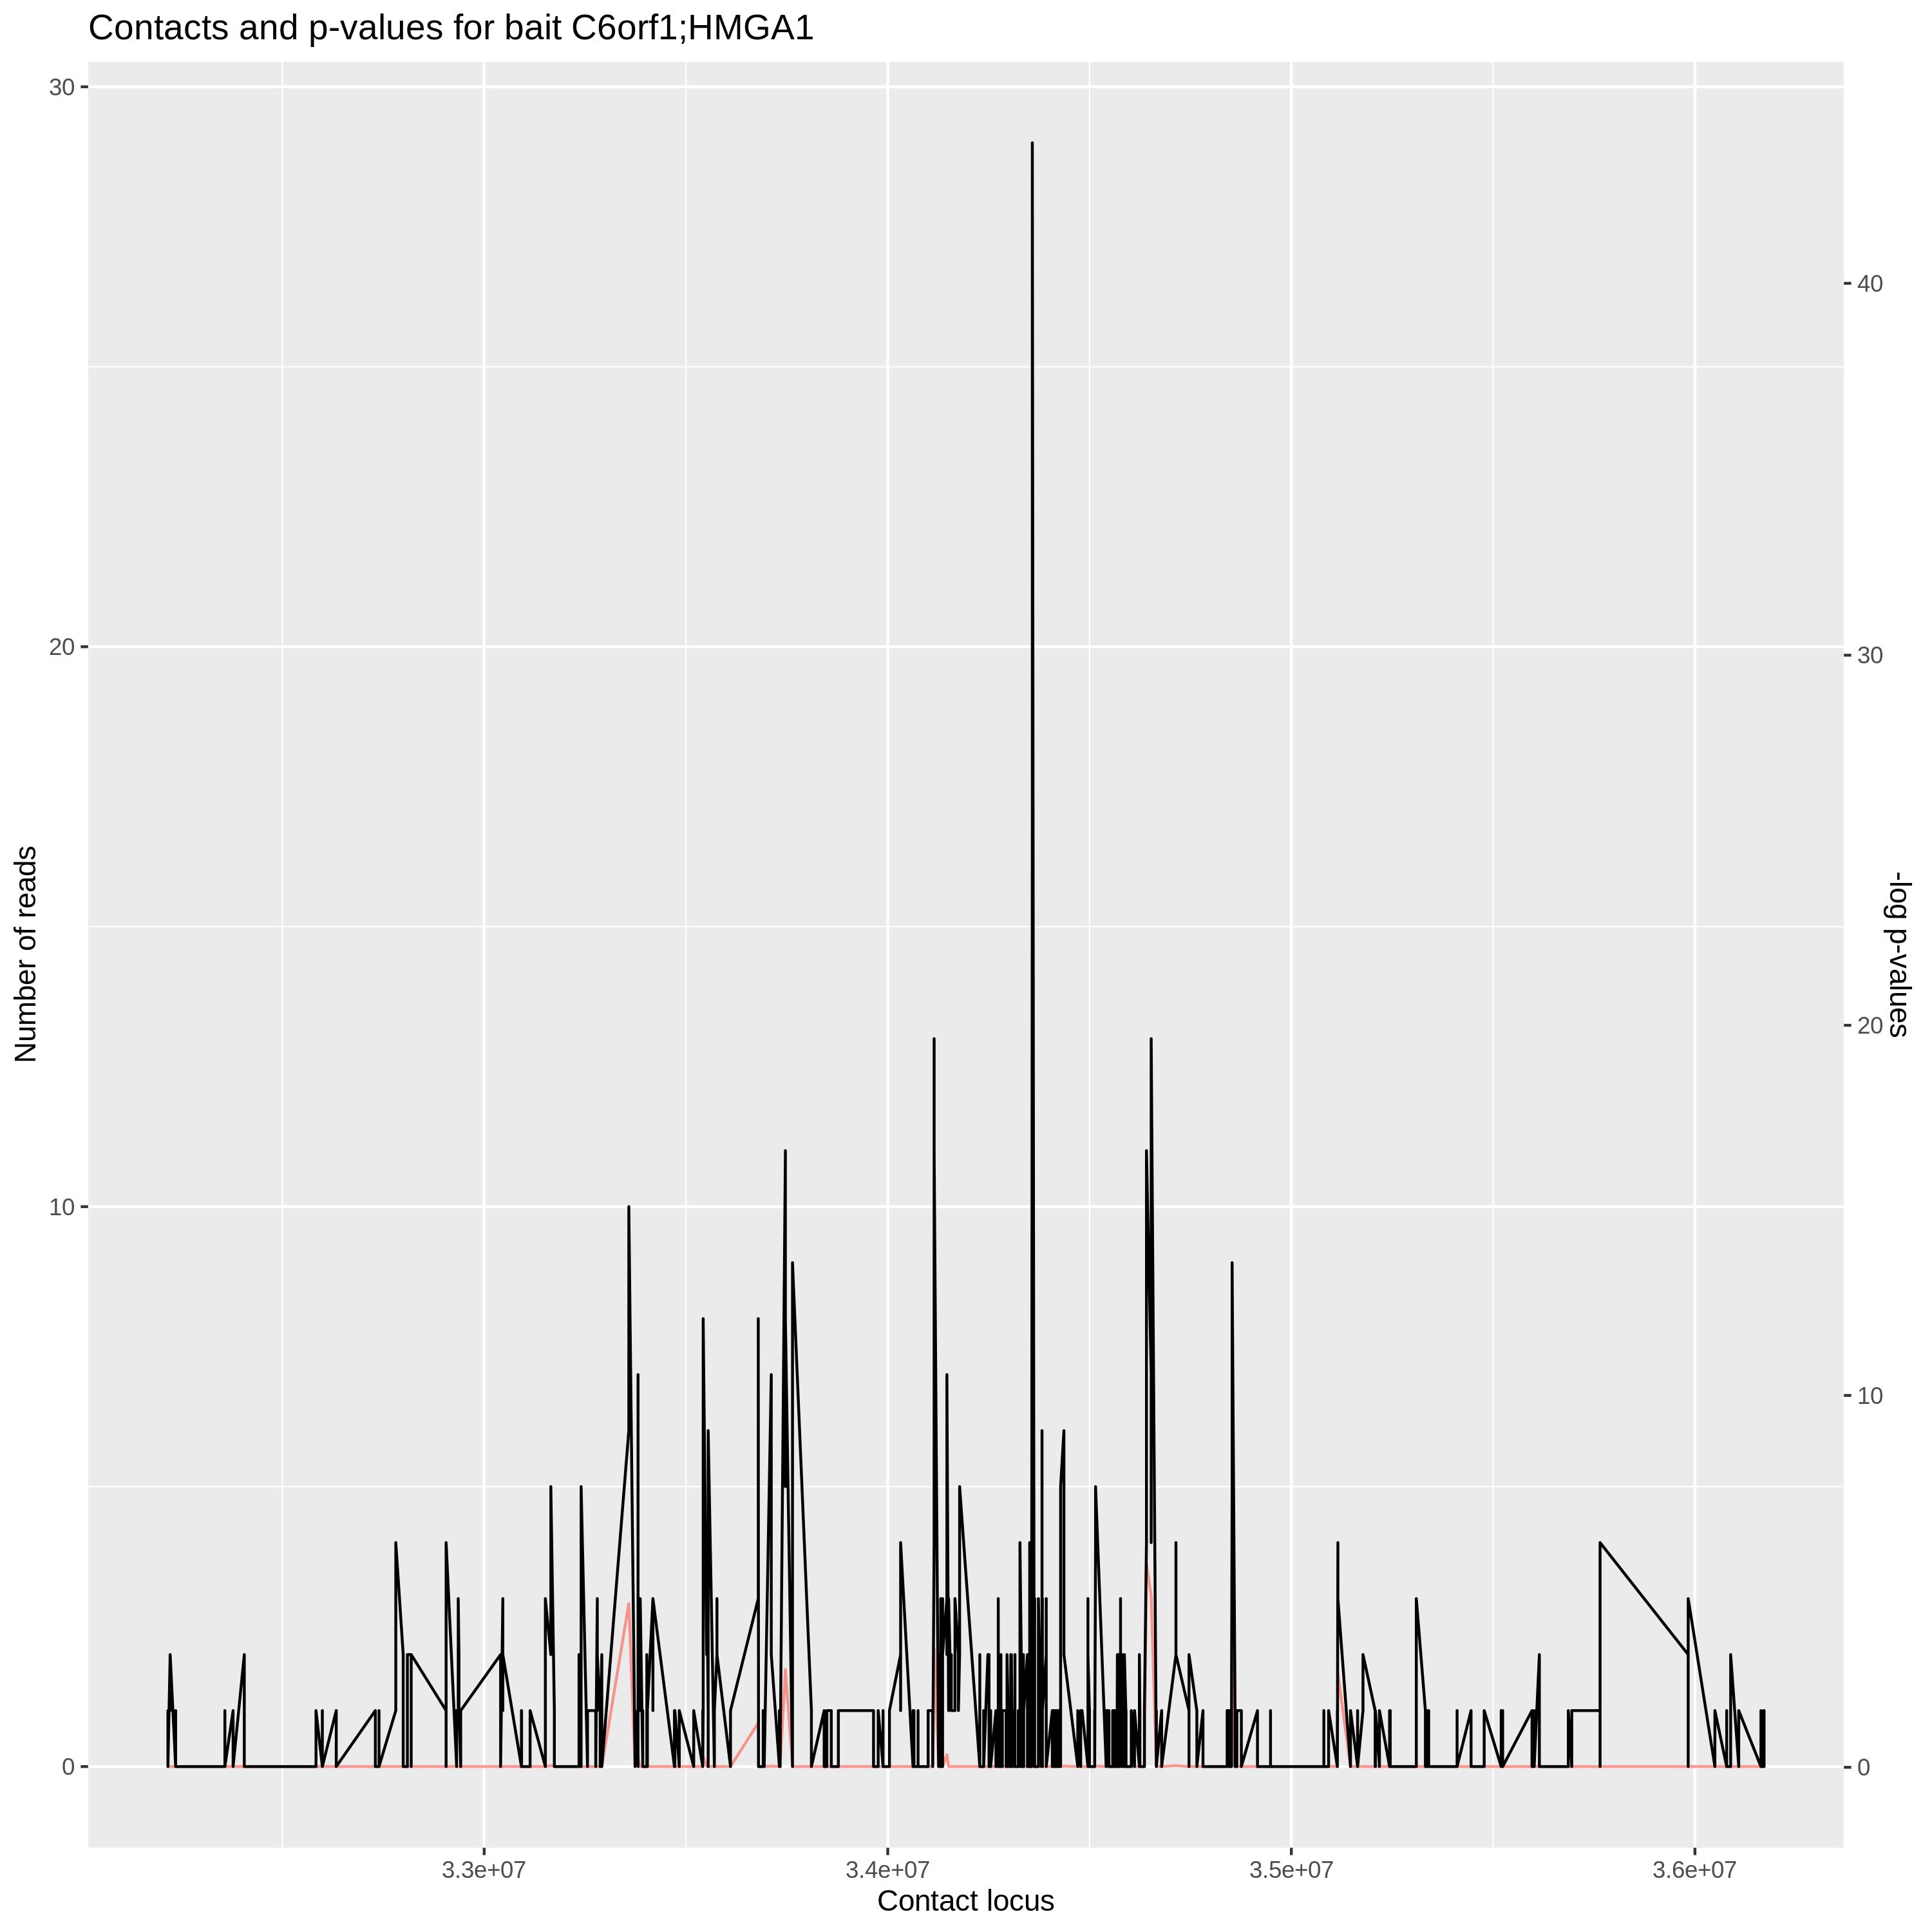 Contacts and p-values for bait C6orf1;HMGA1
30
20
10
0
Number of reads
40
30
20
10
0
-log p-values
3.3e+07
3.4e+07
3.5e+07
3.6e+07
Contact locus